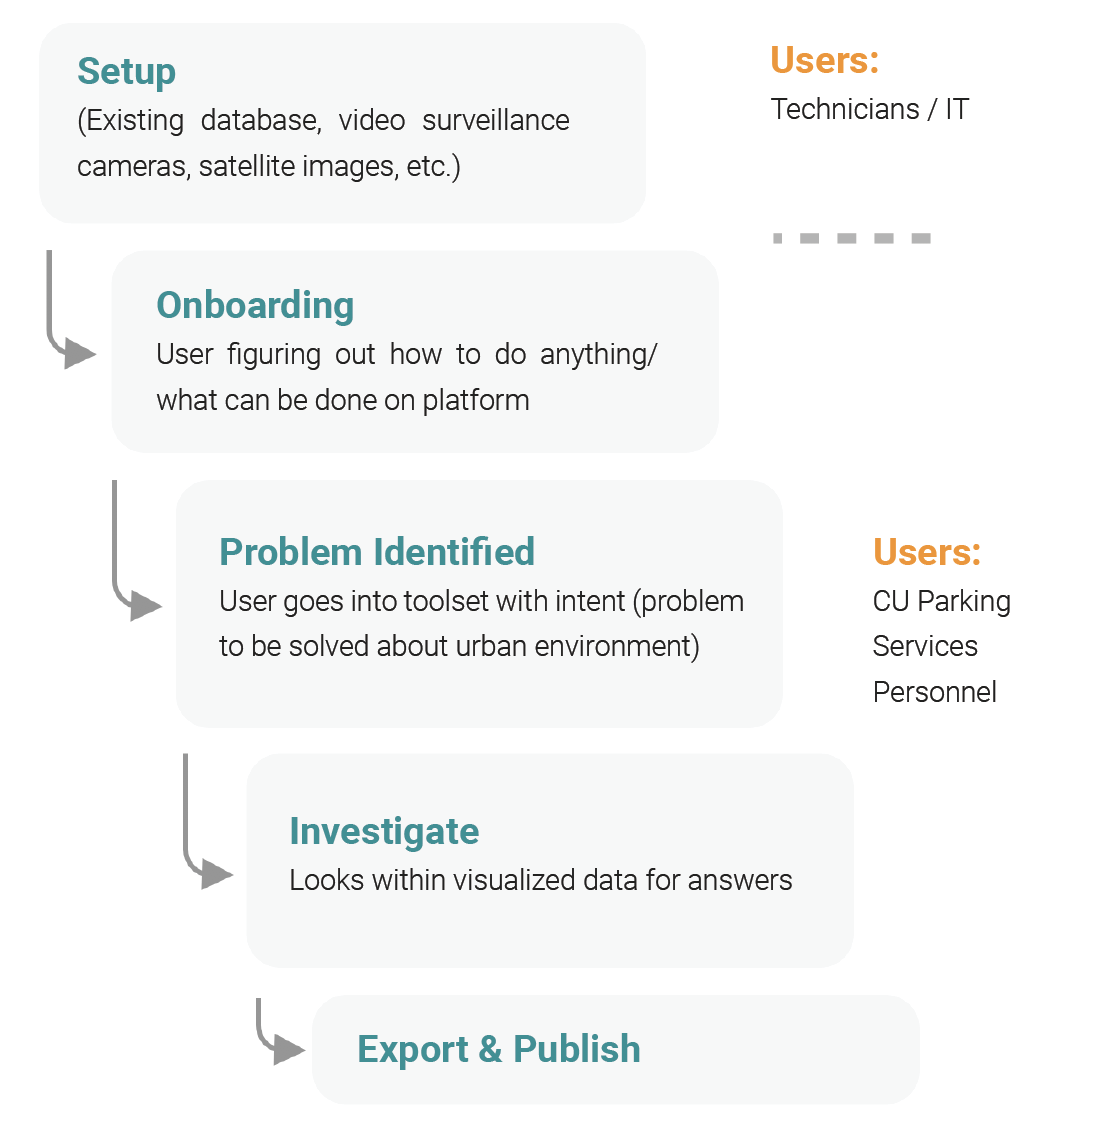 Setup
(Existing database, video surveillance
cameras, satellite images, etc.)
Users:
Technicians / IT
Onboarding
User figuring out how to do anything/
what can be done on platform
Problem Identified
User goes into toolset with intent (problem
to be solved about urban environment)
Users:
CU Parking
Services
Personnel
Investigate
Looks within visualized data for answers
Export & Publish